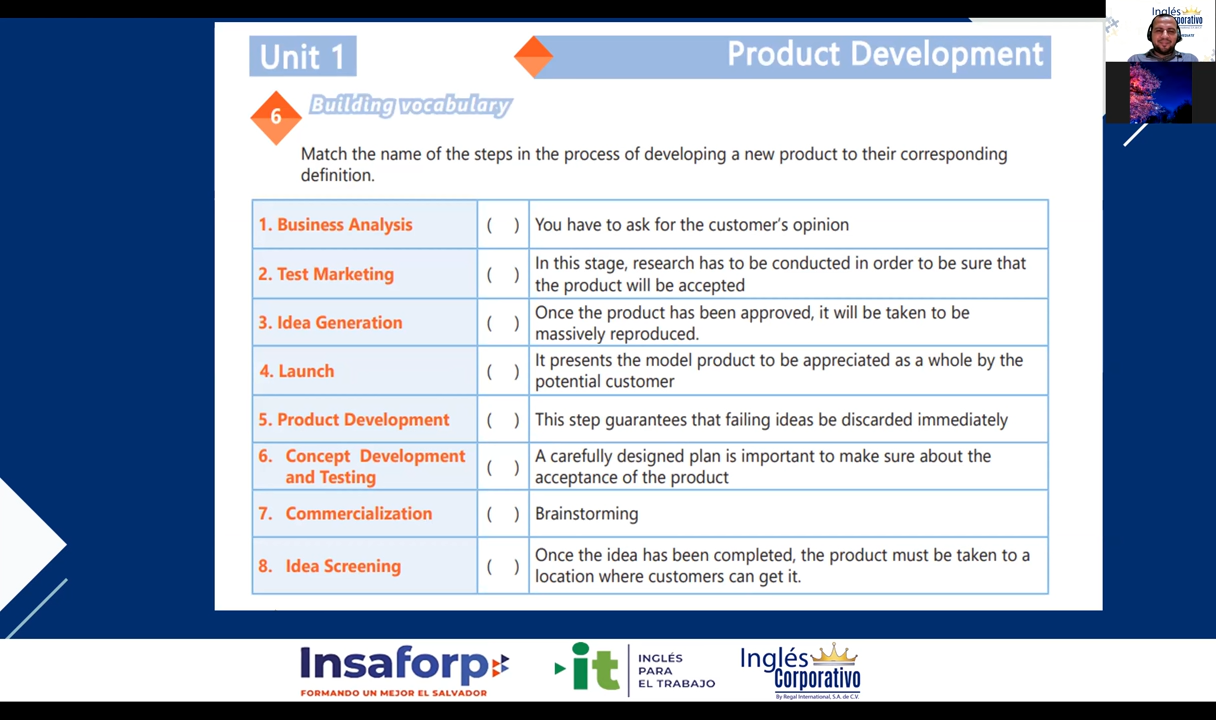 Unit 1
Product Development
6
Building vocabulary
Match the name of the steps in the process of developing a new product to their corresponding
definition.
1. Business Analysis ( ) You have to ask for the customer's opinion
2. Test Marketing ( ) In this stage, research has to be conducted in order to be sure that
the product will be accepted
3. Idea Generation ( ) Once the product has been approved, it will be taken to be
massively reproduced.
4. Launch ( ) It presents the model product to be appreciated as a whole by the
potential customer
5. Product Development ( ) This step guarantees that failing ideas be discarded immediately
6. Concept Development
and Testing
( ) A carefully designed plan is important to make sure about the
acceptance of the product
7. Commercialization ( ) Brainstorming
8. Idea Screening ( ) Once the idea has been completed, the product must be taken to a
location where customers can get it.
Insaforp
FORMANDO UN MEJOR EL SALVADOR
it
INGLÉS
PARA
EL TRABAJO
Inglés
Corporativo
By Regal International, S.A. de C.V.
Inglés